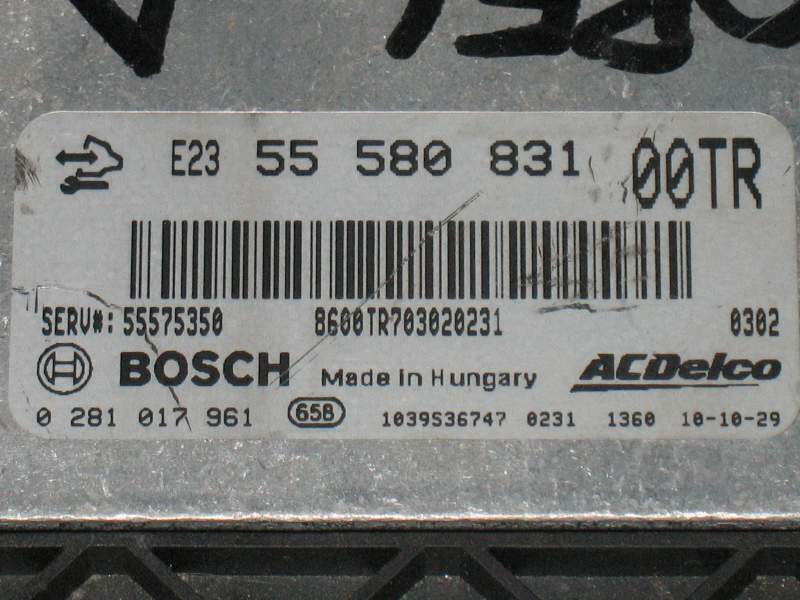 E23 55 580 831 00TR
SERV#: 55575350 8600TR703020231 0302
BOSCH Made in Hungary ACDelco
0 281 017 961 658 1039S36747 0231 1360 10-10-29